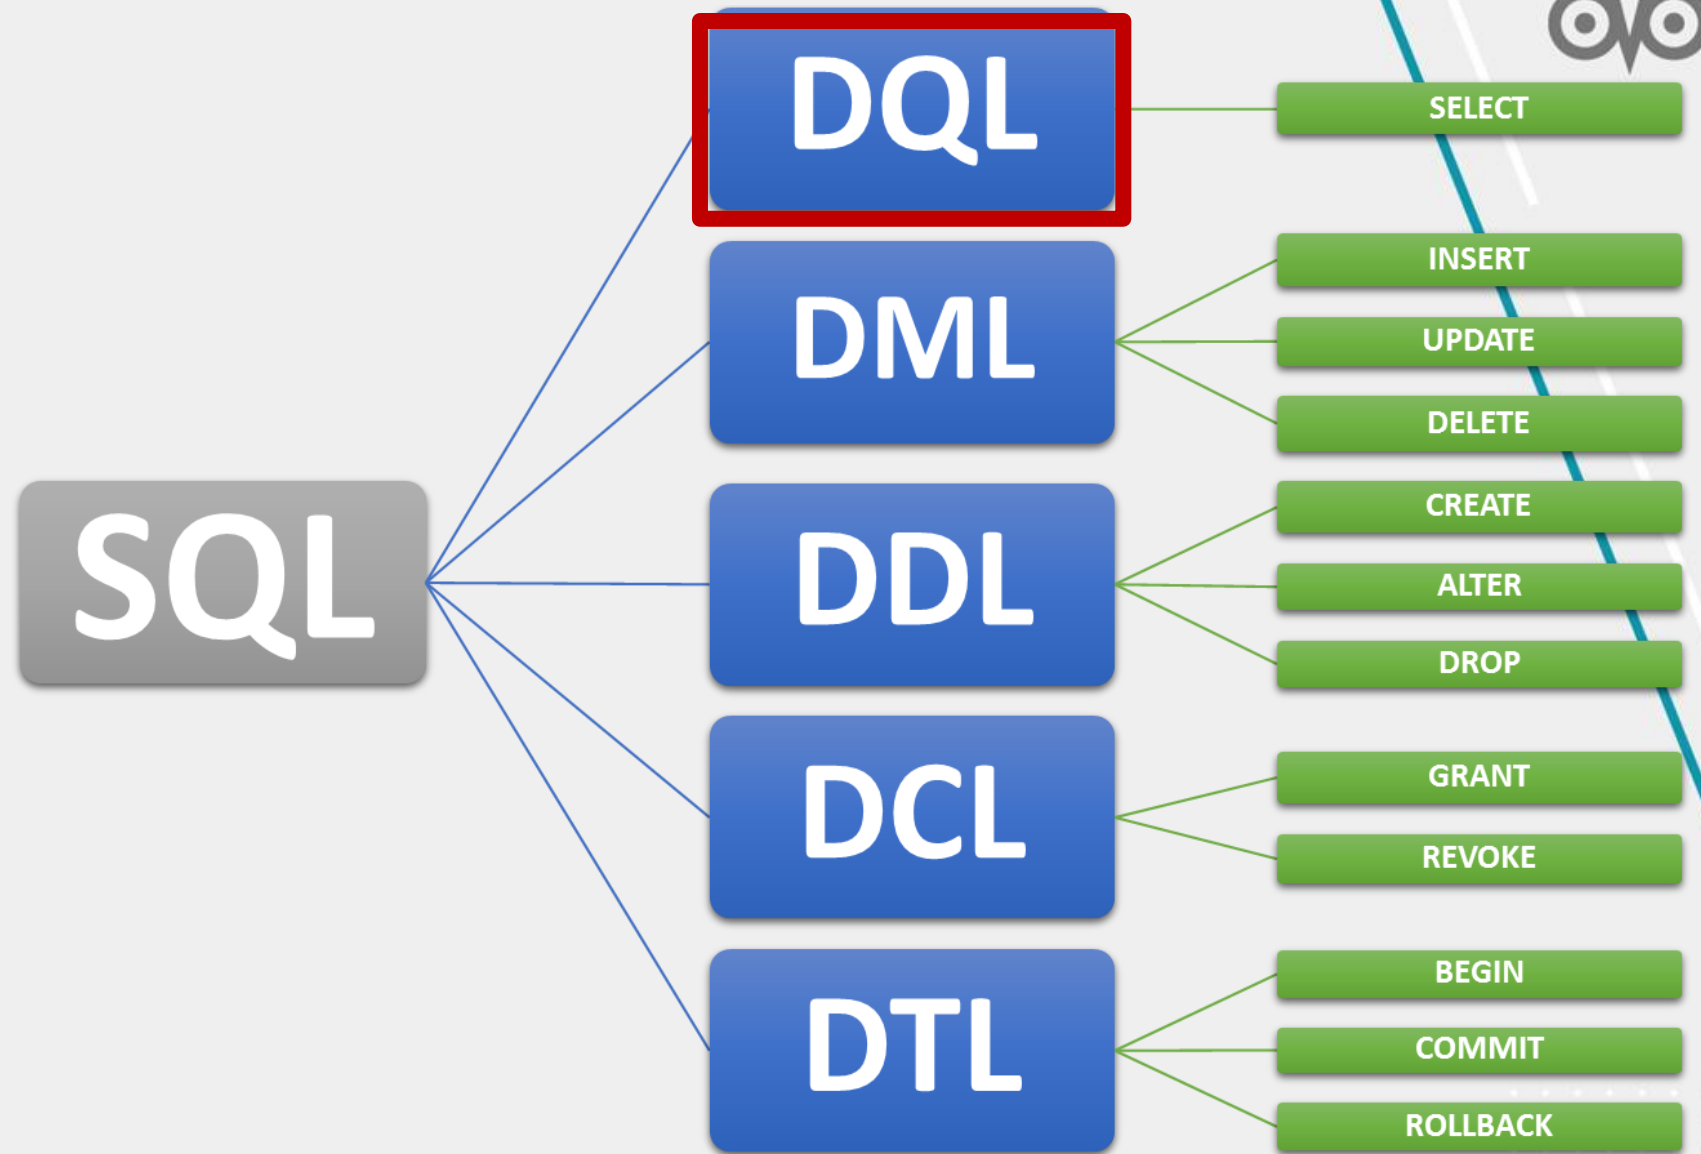 SQL
DQL
SELECT
DML
INSERT
UPDATE
DELETE
DDL
CREATE
ALTER
DROP
DCL
GRANT
REVOKE
DTL
BEGIN
COMMIT
ROLLBACK